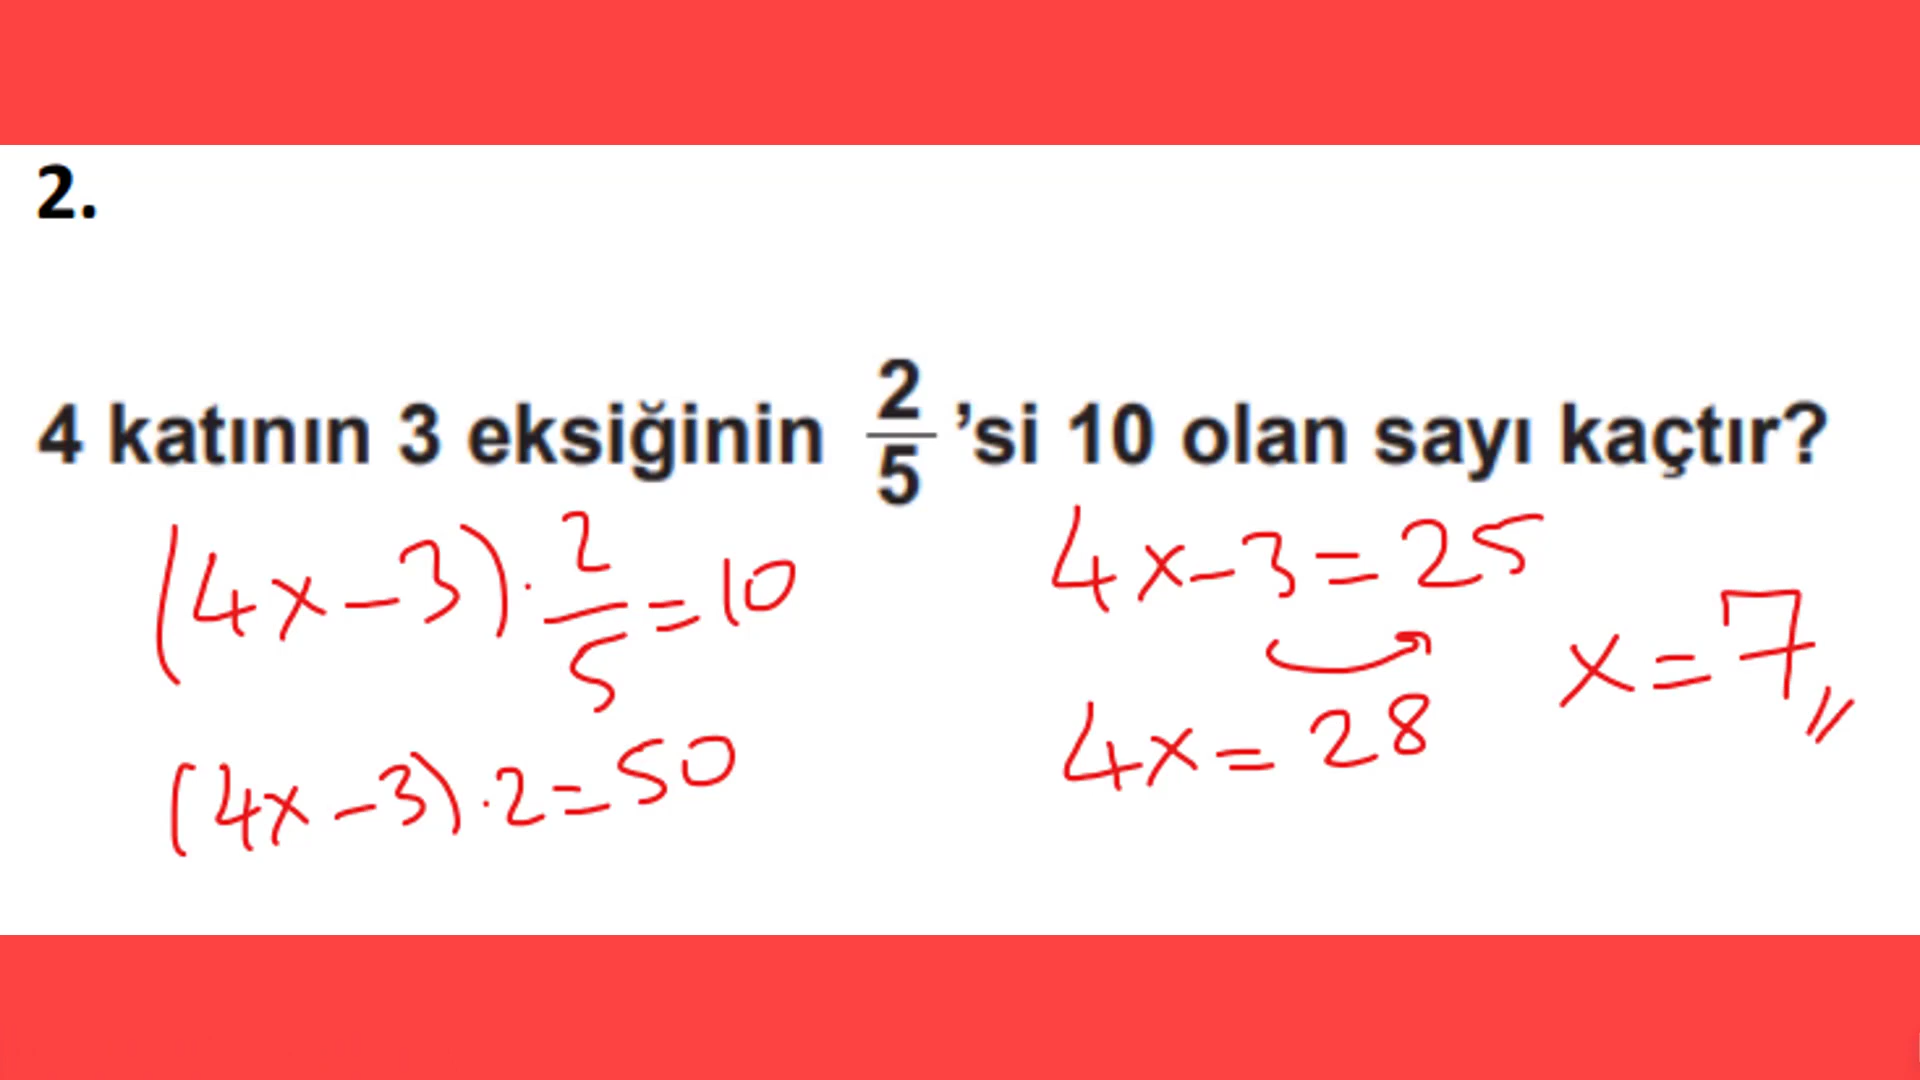 2.
4 katının 3 eksiğinin 2/5 ’si 10 olan sayı kaçtır?
(4x-3)·2/5=10
(4x-3)·2=50
4x-3=25
4x=28
x=7